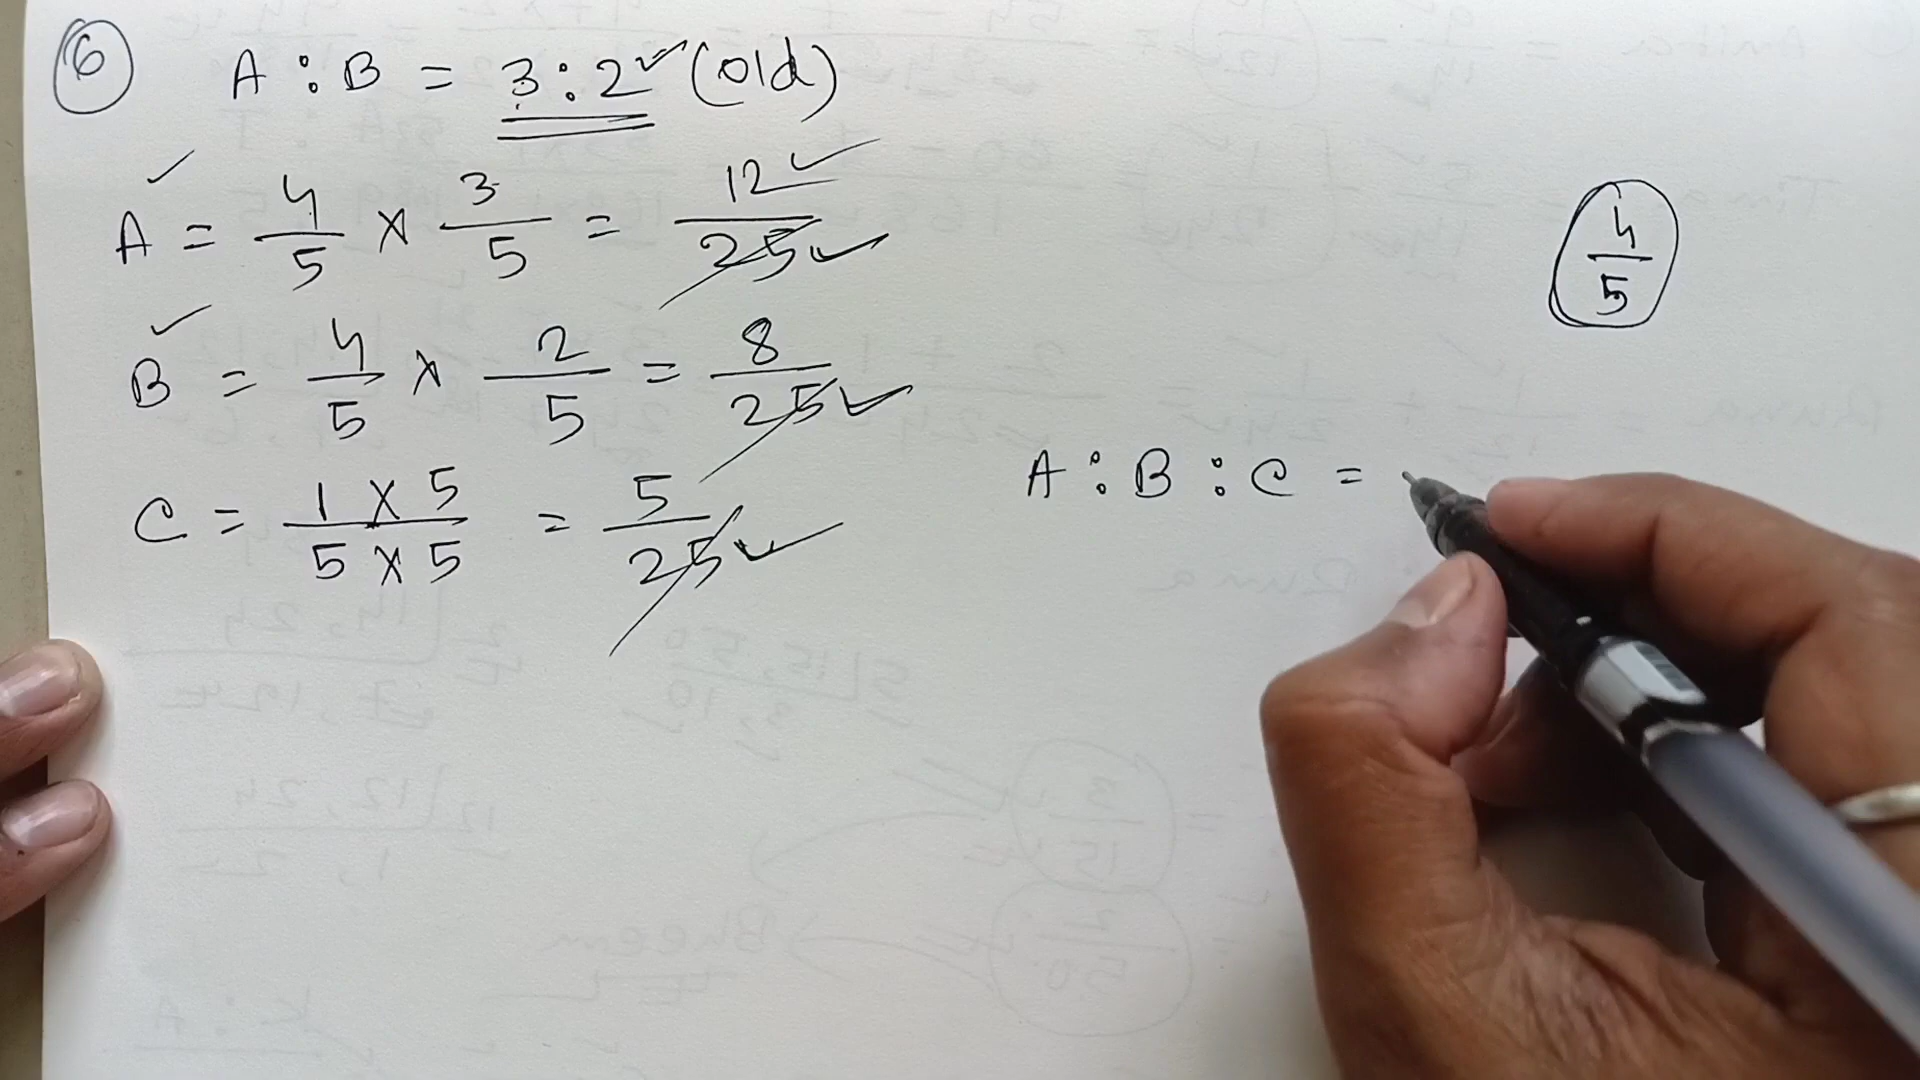 6 A : B = 3 : 2 (old)
A = 4/5 × 3/5 = 12/25
4/5
B = 4/5 × 2/5 = 8/25
A : B : C =
C = 1 × 5 / 5 × 5 = 5/25